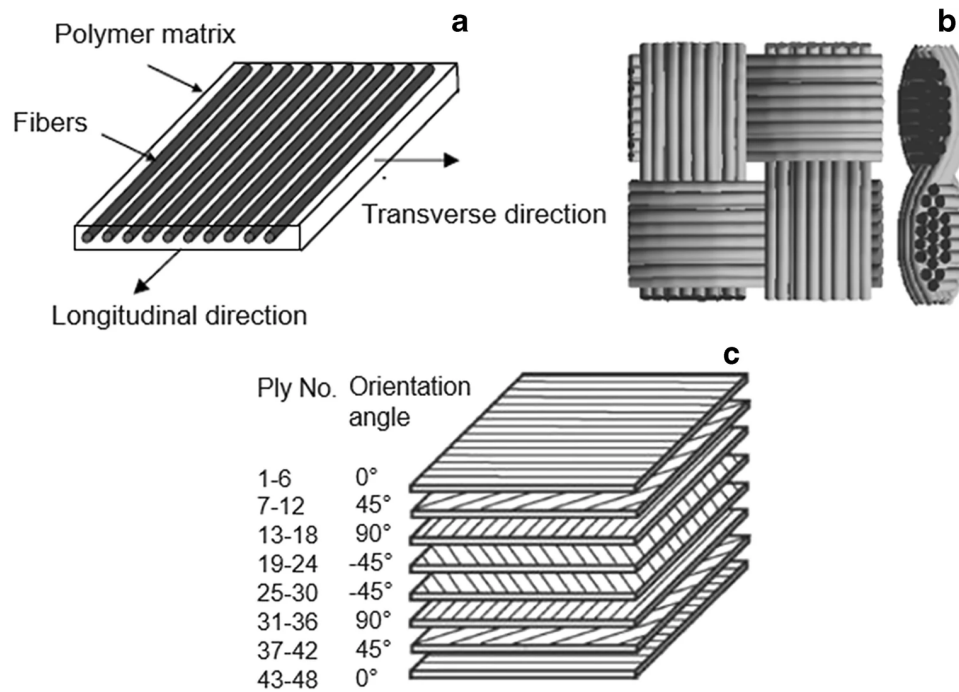 a
Polymer matrix
Fibers
Transverse direction
Longitudinal direction
b
c
Ply No. Orientation
angle
1-6 0°
7-12 45°
13-18 90°
19-24 -45°
25-30 -45°
31-36 90°
37-42 45°
43-48 0°